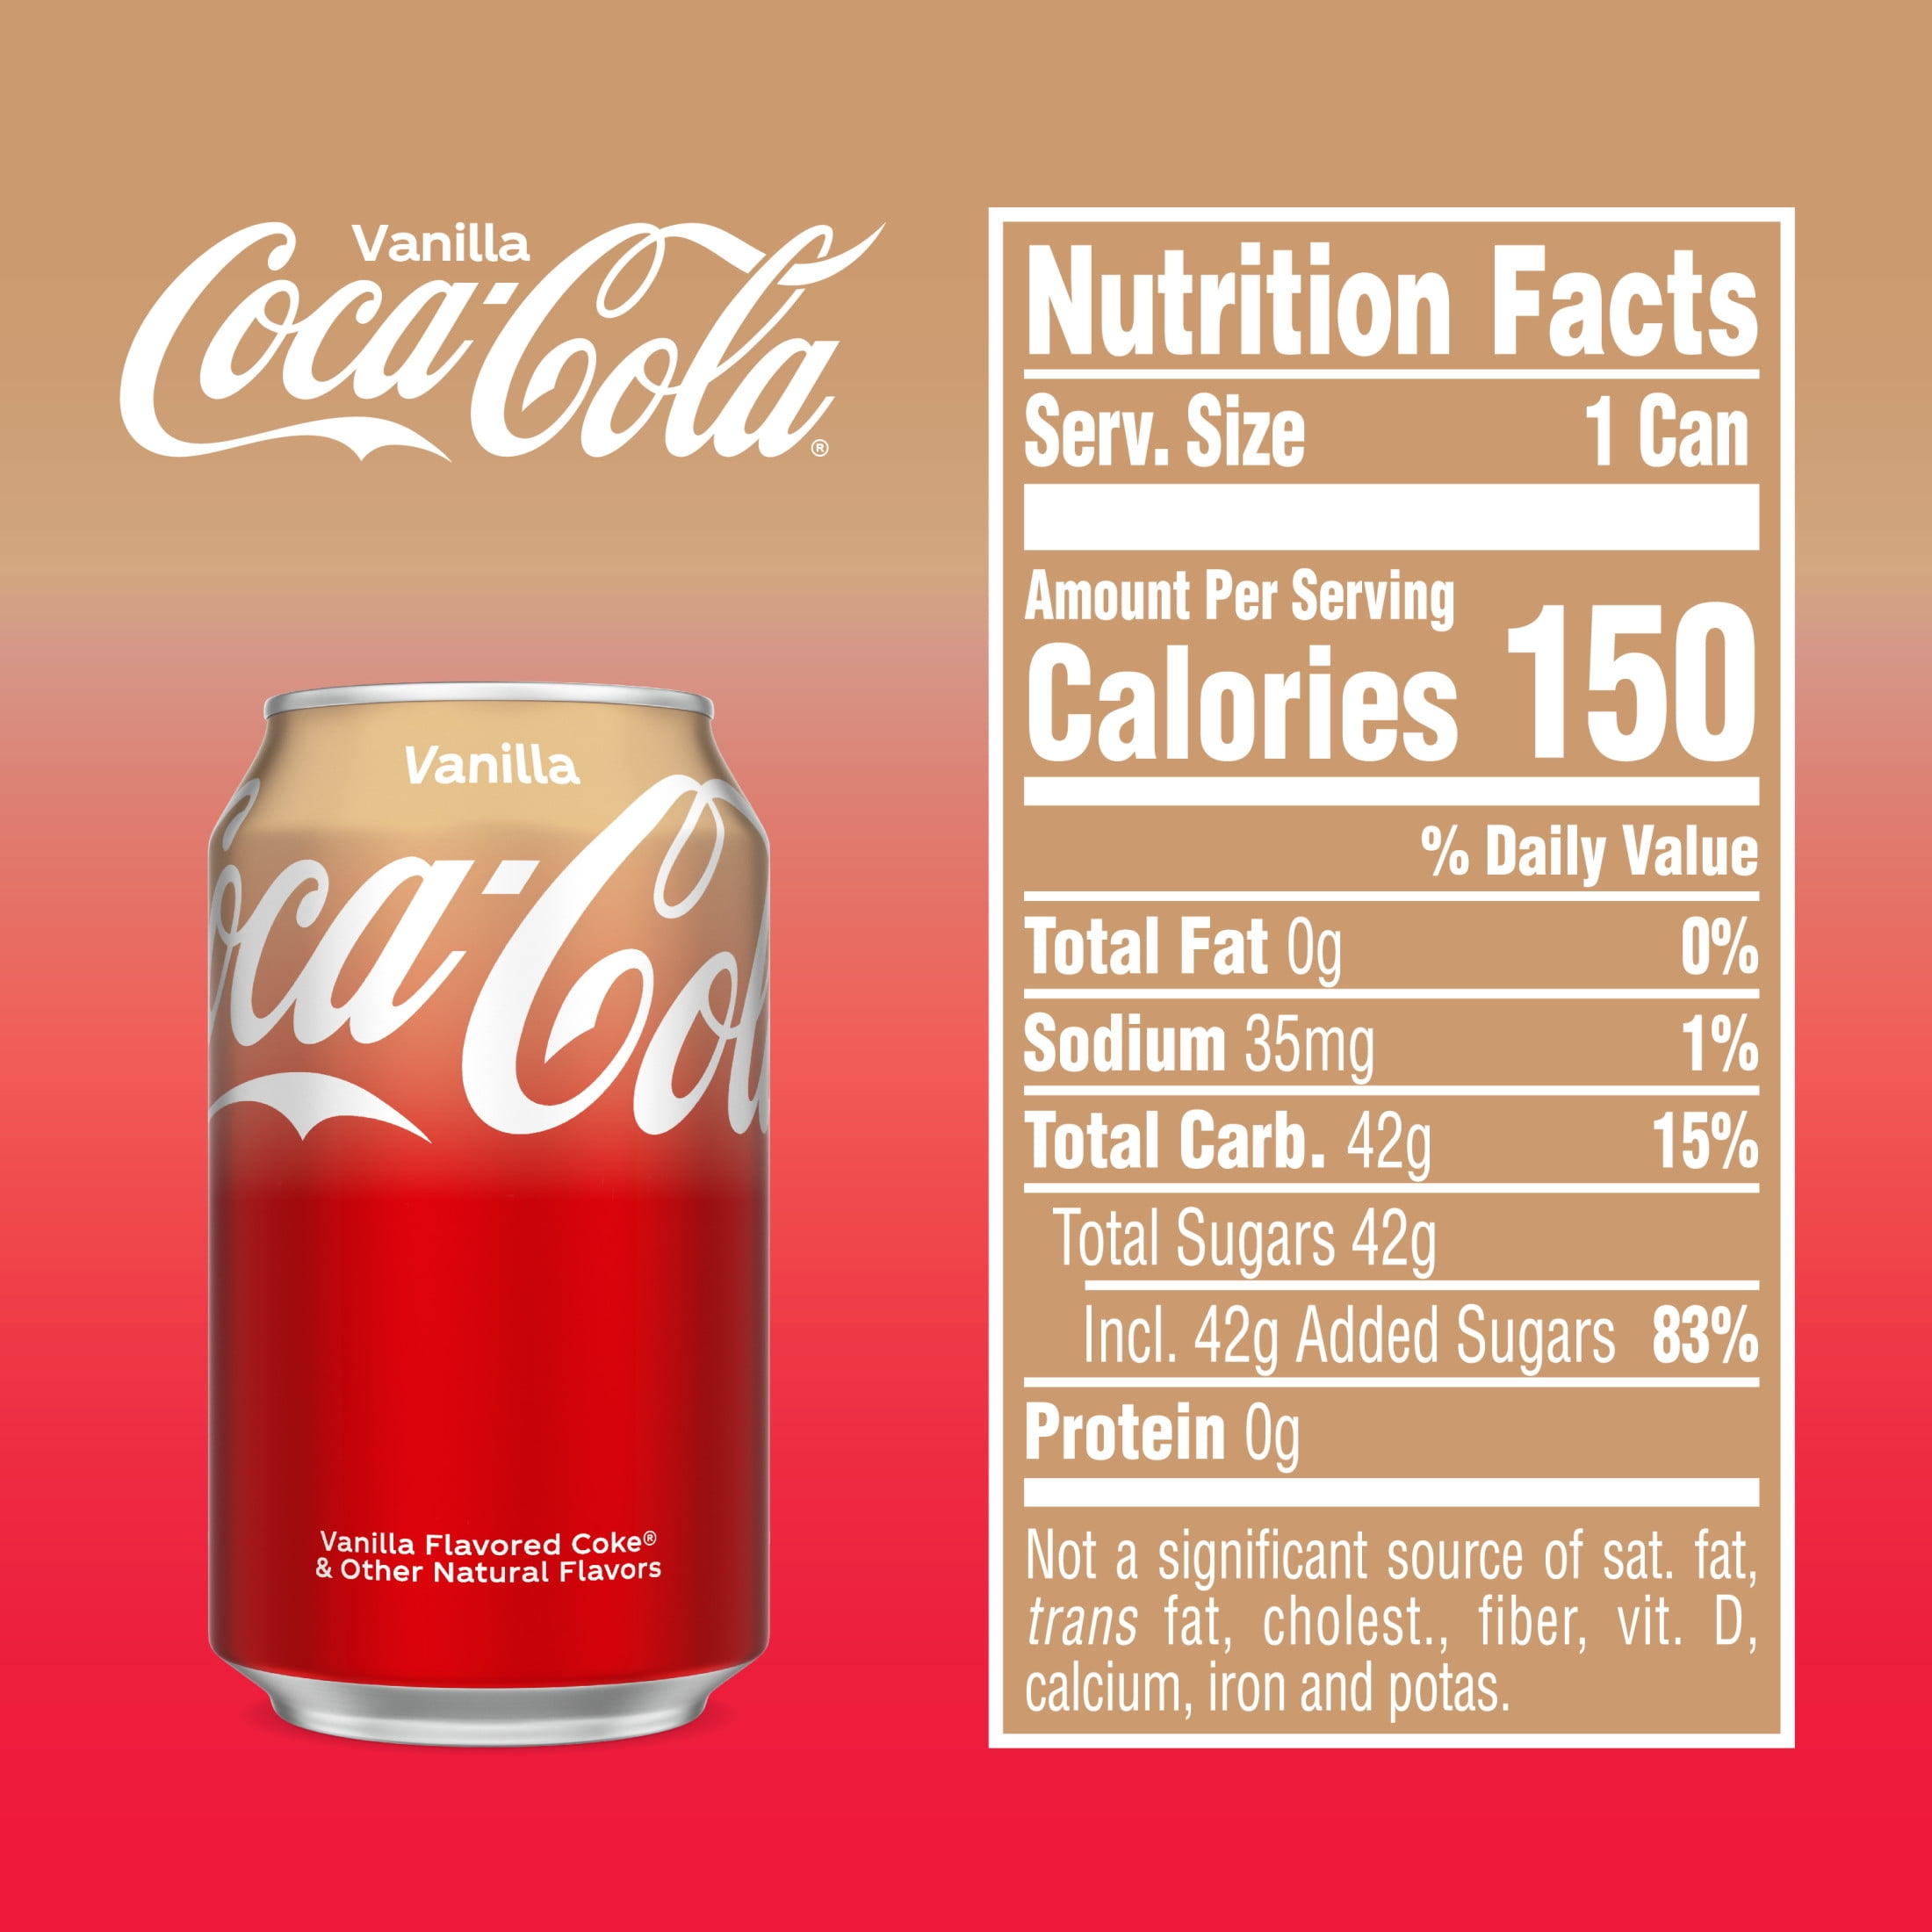 Vanilla
Coca-Cola®
Vanilla
Coca-Col
Vanilla Flavored Coke®
& Other Natural Flavors
Nutrition Facts
Serv. Size 1 Can
Amount Per Serving
Calories 150
% Daily Value
Total Fat 0g 0%
Sodium 35mg 1%
Total Carb. 42g 15%
Total Sugars 42g
Incl. 42g Added Sugars 83%
Protein 0g
Not a significant source of sat. fat,
trans fat, cholest., fiber, vit. D,
calcium, iron and potas.